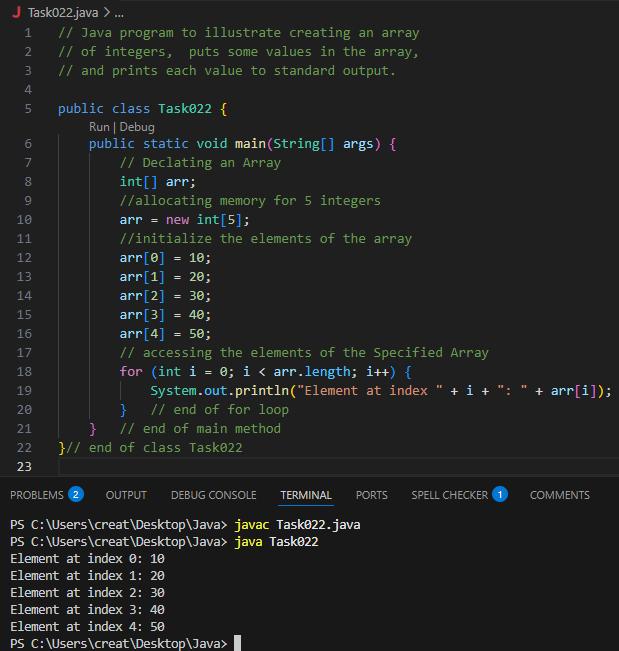 J Task022.java > ...
1 // Java program to illustrate creating an array
2 // of integers,  puts some values in the array,
3 // and prints each value to standard output.
4
5 public class Task022 {
Run | Debug
6     public static void main(String[] args) {
7         // Declating an Array
8         int[] arr;
9         //allocating memory for 5 integers
10         arr = new int[5];
11         //initialize the elements of the array
12         arr[0] = 10;
13         arr[1] = 20;
14         arr[2] = 30;
15         arr[3] = 40;
16         arr[4] = 50;
17         // accessing the elements of the Specified Array
18         for (int i = 0; i < arr.length; i++) {
19             System.out.println("Element at index " + i + ": " + arr[i]);
20         }   // end of for loop
21     }   // end of main method
22 }// end of class Task022
23
PROBLEMS 2 OUTPUT DEBUG CONSOLE TERMINAL PORTS SPELL CHECKER 1 COMMENTS
PS C:\Users\creat\Desktop\Java> javac Task022.java
PS C:\Users\creat\Desktop\Java> java Task022
Element at index 0: 10
Element at index 1: 20
Element at index 2: 30
Element at index 3: 40
Element at index 4: 50
PS C:\Users\creat\Desktop\Java>